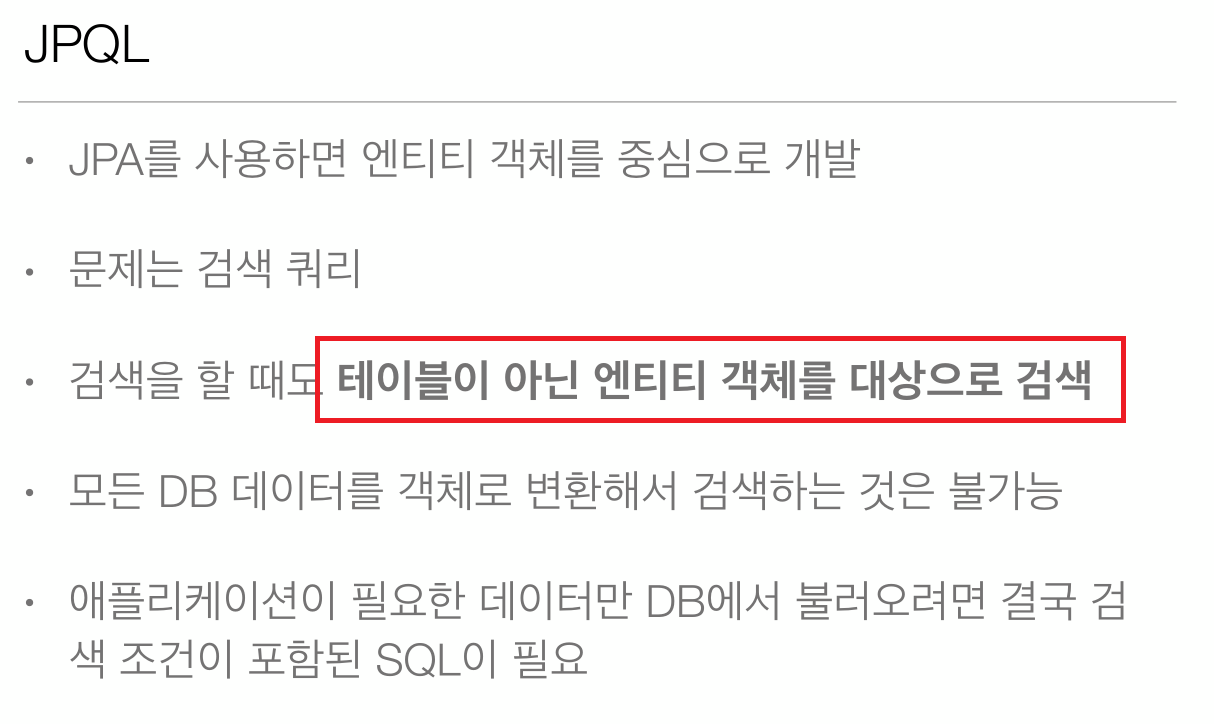 JPQL
• JPA를 사용하면 엔티티 객체를 중심으로 개발
• 문제는 검색 쿼리
• 검색을 할 때도 테이블이 아닌 엔티티 객체를 대상으로 검색
• 모든 DB 데이터를 객체로 변환해서 검색하는 것은 불가능
• 애플리케이션이 필요한 데이터만 DB에서 불러오려면 결국 검
색 조건이 포함된 SQL이 필요